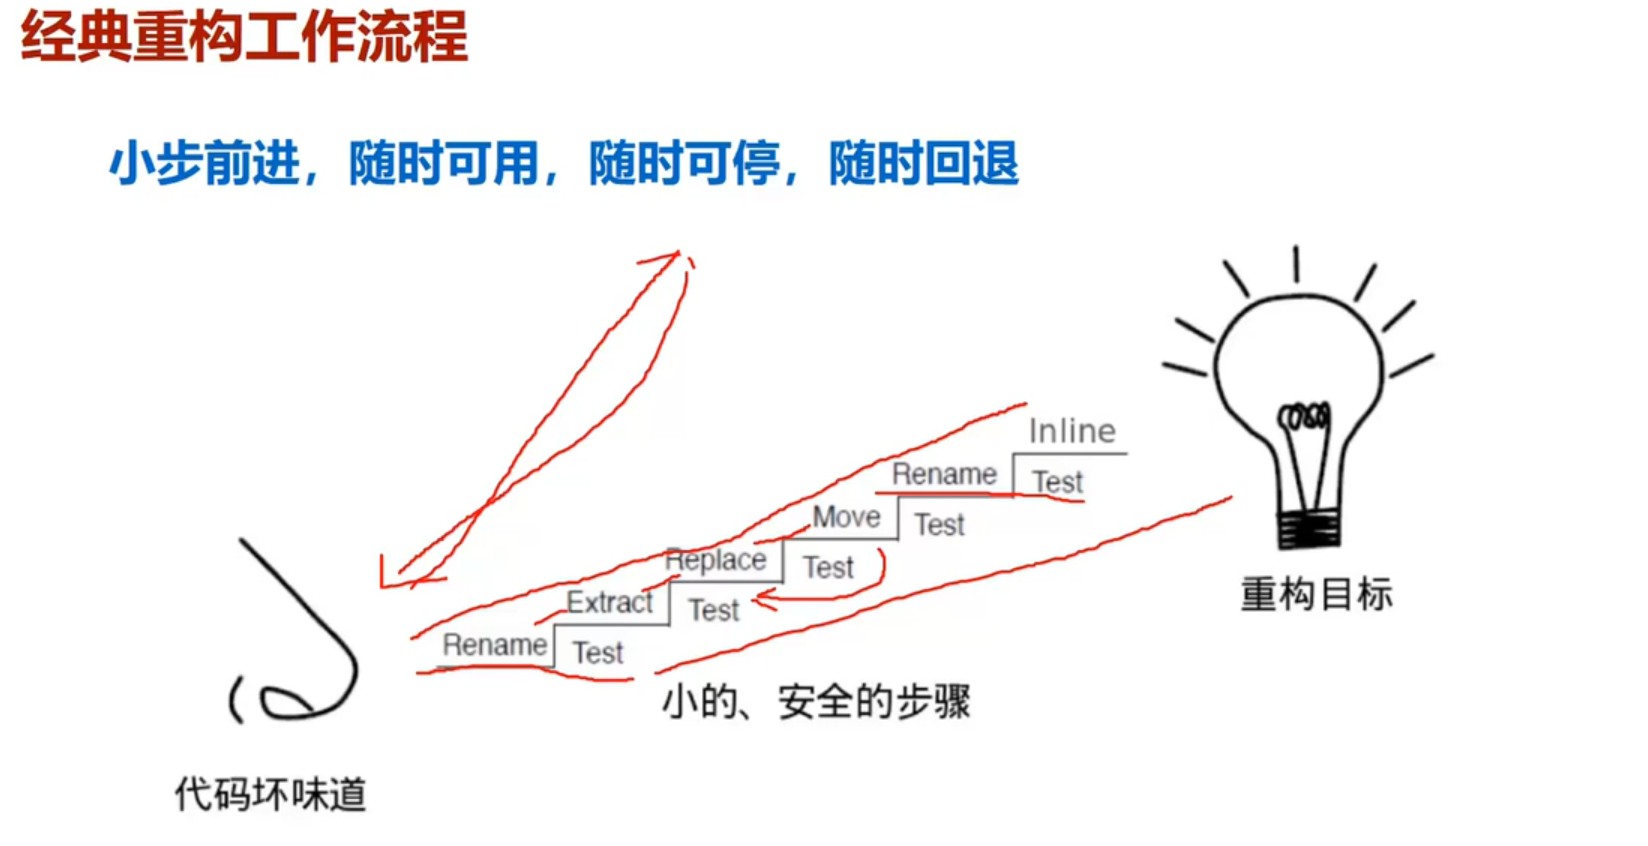 经典重构工作流程
小步前进，随时可用，随时可停，随时回退
Inline
Rename Test
Move Test
Replace Test
Extract Test
Rename Test
小的、安全的步骤
重构目标
代码坏味道